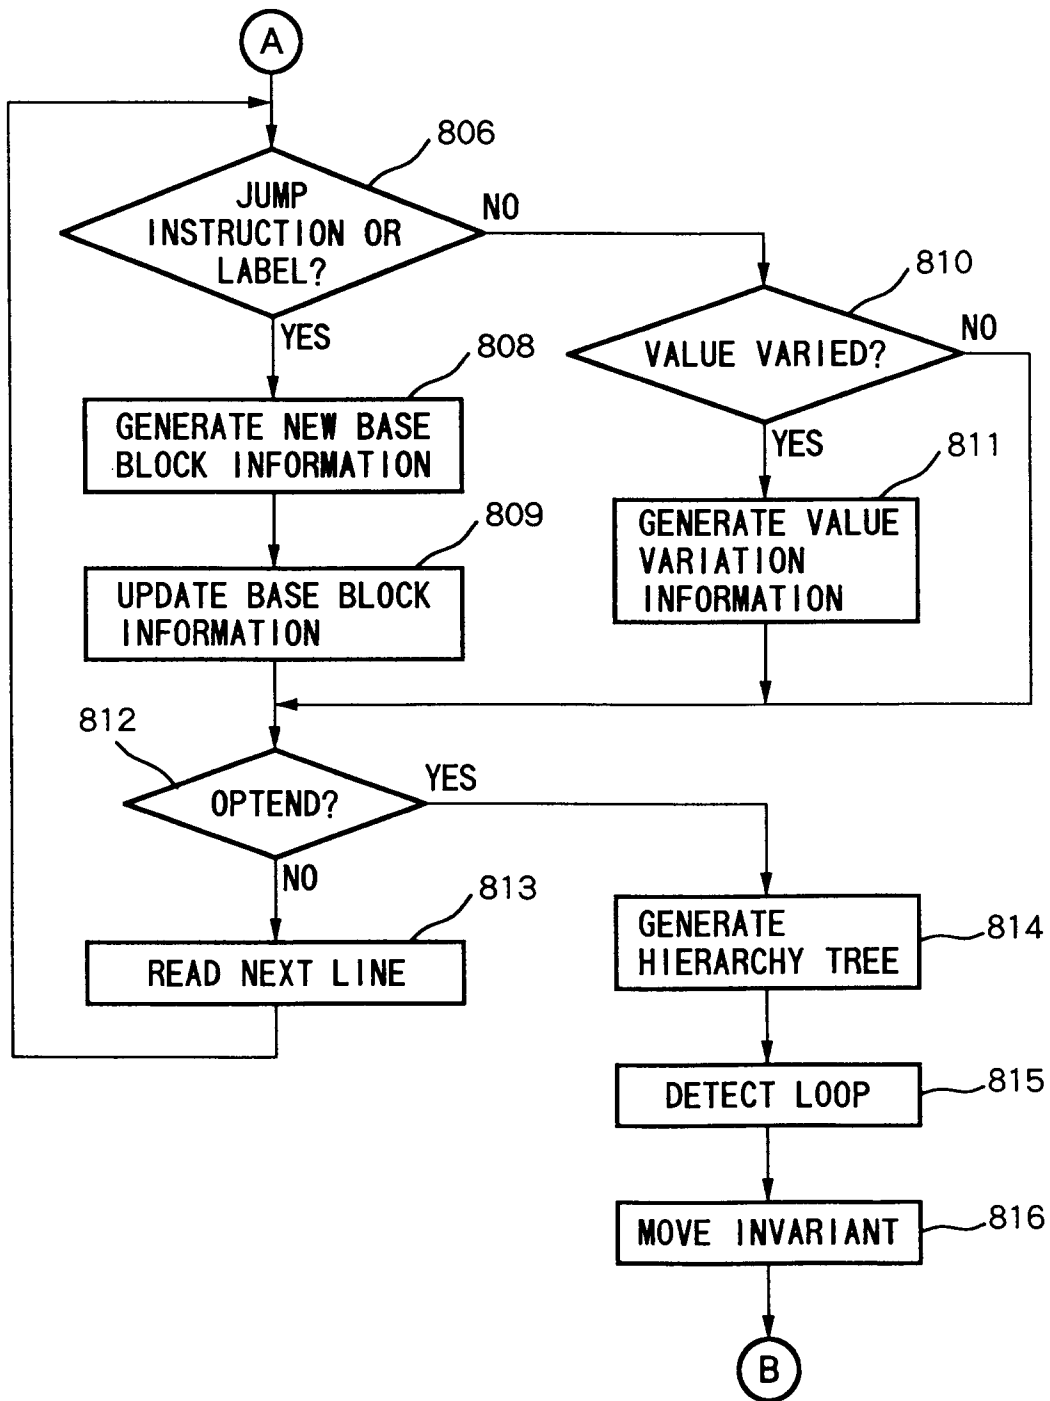 A
806
JUMP
INSTRUCTION OR
LABEL?
NO
YES
810
VALUE VARIED?
NO
YES
808
GENERATE NEW BASE
BLOCK INFORMATION
811
GENERATE VALUE
VARIATION
INFORMATION
809
UPDATE BASE BLOCK
INFORMATION
812
OPTEND?
YES
NO
813
READ NEXT LINE
GENERATE
HIERARCHY TREE
814
DETECT LOOP
815
MOVE INVARIANT
816
B